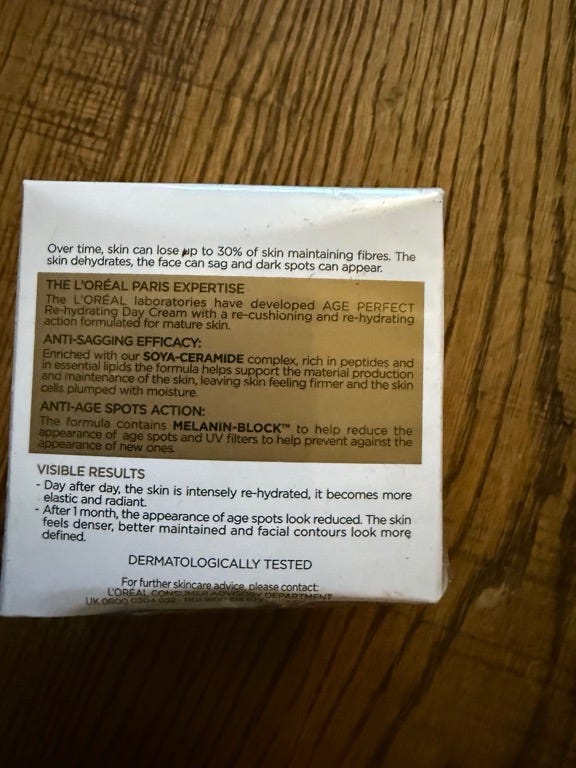 Over time, skin can lose up to 30% of skin maintaining fibres. The
skin dehydrates, the face can sag and dark spots can appear.
THE L'ORÉAL PARIS EXPERTISE
The L'ORÉAL laboratories have developed AGE PERFECT
Re-hydrating Day Cream with a re-cushioning and re-hydrating
action formulated for mature skin.
ANTI-SAGGING EFFICACY:
Enriched with our SOYA-CERAMIDE complex, rich in peptides and
in essential lipids the formula helps support the material production
and maintenance of the skin, leaving skin feeling firmer and the skin
cells plumped with moisture.
ANTI-AGE SPOTS ACTION:
The formula contains MELANIN-BLOCK™ to help reduce the
appearance of age spots and UV filters to help prevent against the
appearance of new ones.
VISIBLE RESULTS
- Day after day, the skin is intensely re-hydrated, it becomes more
elastic and radiant.
- After 1 month, the appearance of age spots look reduced. The skin
feels denser, better maintained and facial contours look more
defined.
DERMATOLOGICALLY TESTED
For further skincare advice, please contact:
L'ORÉAL CONSUMER ADVISORY DEPARTMENT
UK 0800 0304 032